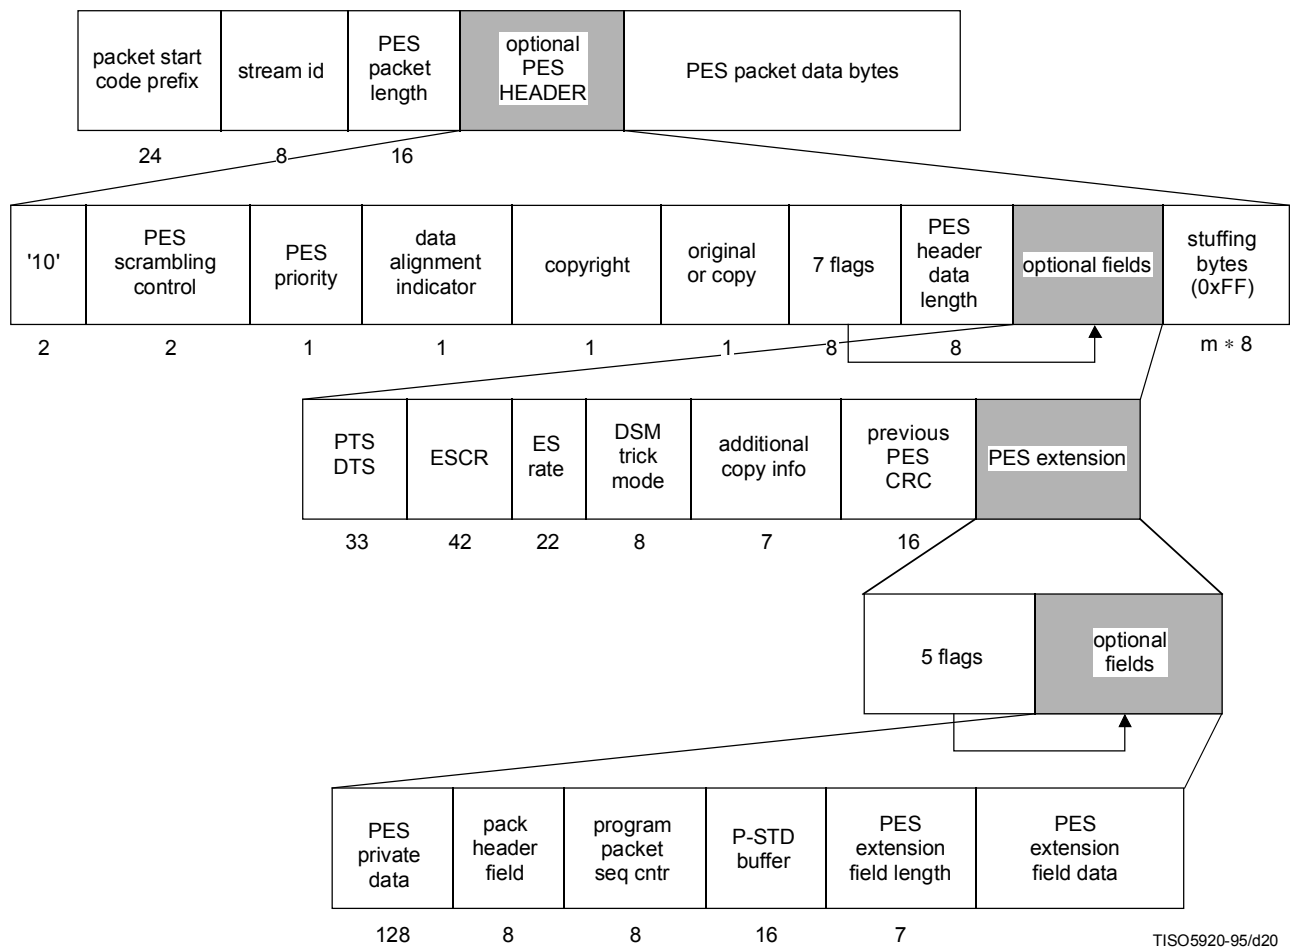 packet start
code prefix
stream id
PES
packet
length
optional
PES
HEADER
PES packet data bytes
24
8
16
'10'
PES
scrambling
control
PES
priority
data
alignment
indicator
copyright
original
or copy
7 flags
PES
header
data
length
optional fields
stuffing
bytes
(0xFF)
2
2
1
1
1
1
8
8
m ∗ 8
PTS
DTS
ESCR
ES
rate
DSM
trick
mode
additional
copy info
previous
PES
CRC
PES extension
33
42
22
8
7
16
5 flags
optional
fields
PES
private
data
pack
header
field
program
packet
seq cntr
P-STD
buffer
PES
extension
field length
PES
extension
field data
128
8
8
16
7
TISO5920-95/d20